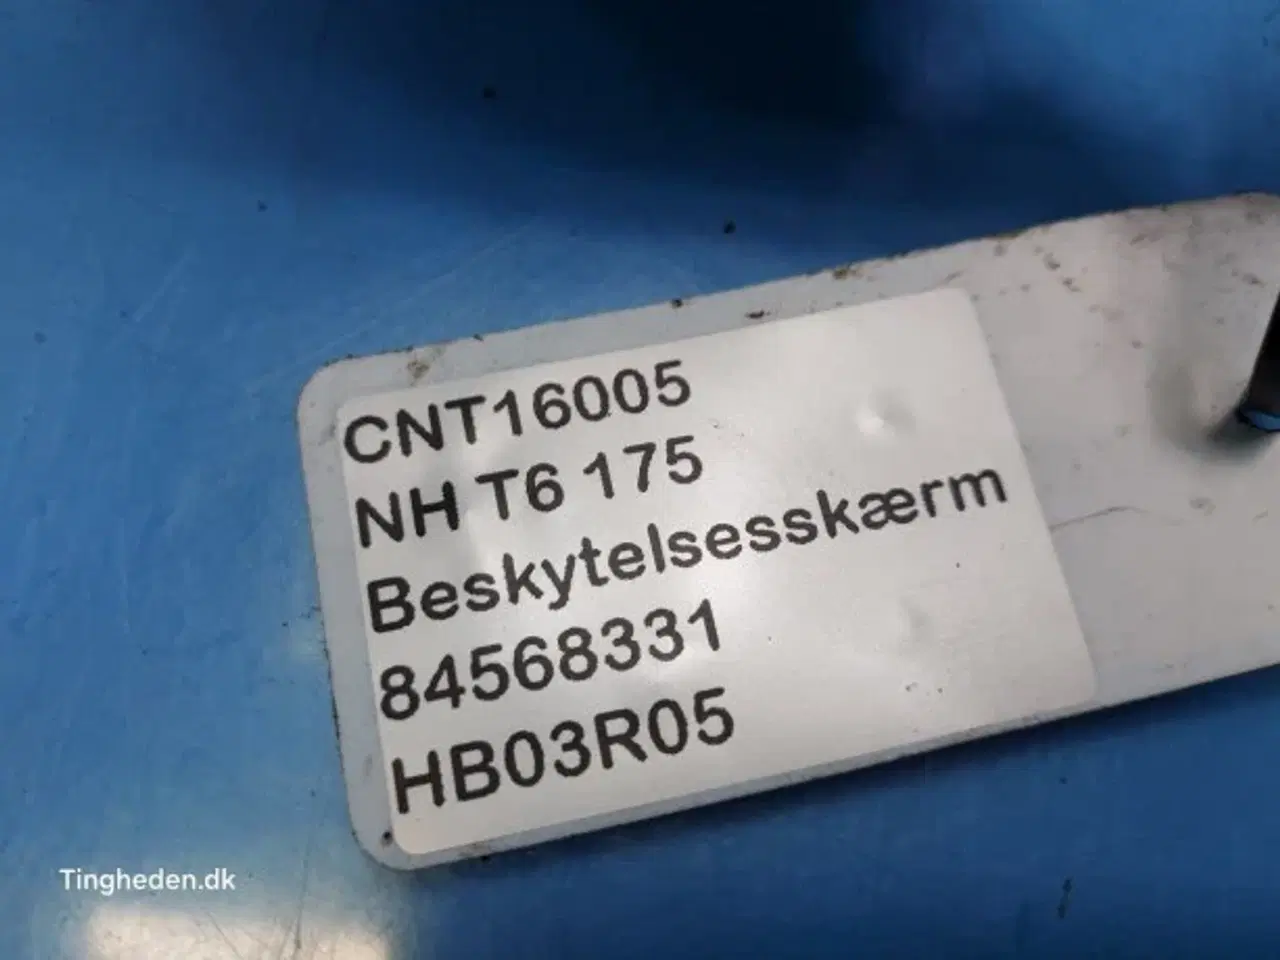 CNT16005
NH T6 175
Beskytelsesskærm
84568331
HB03R05
Tingheden.dk